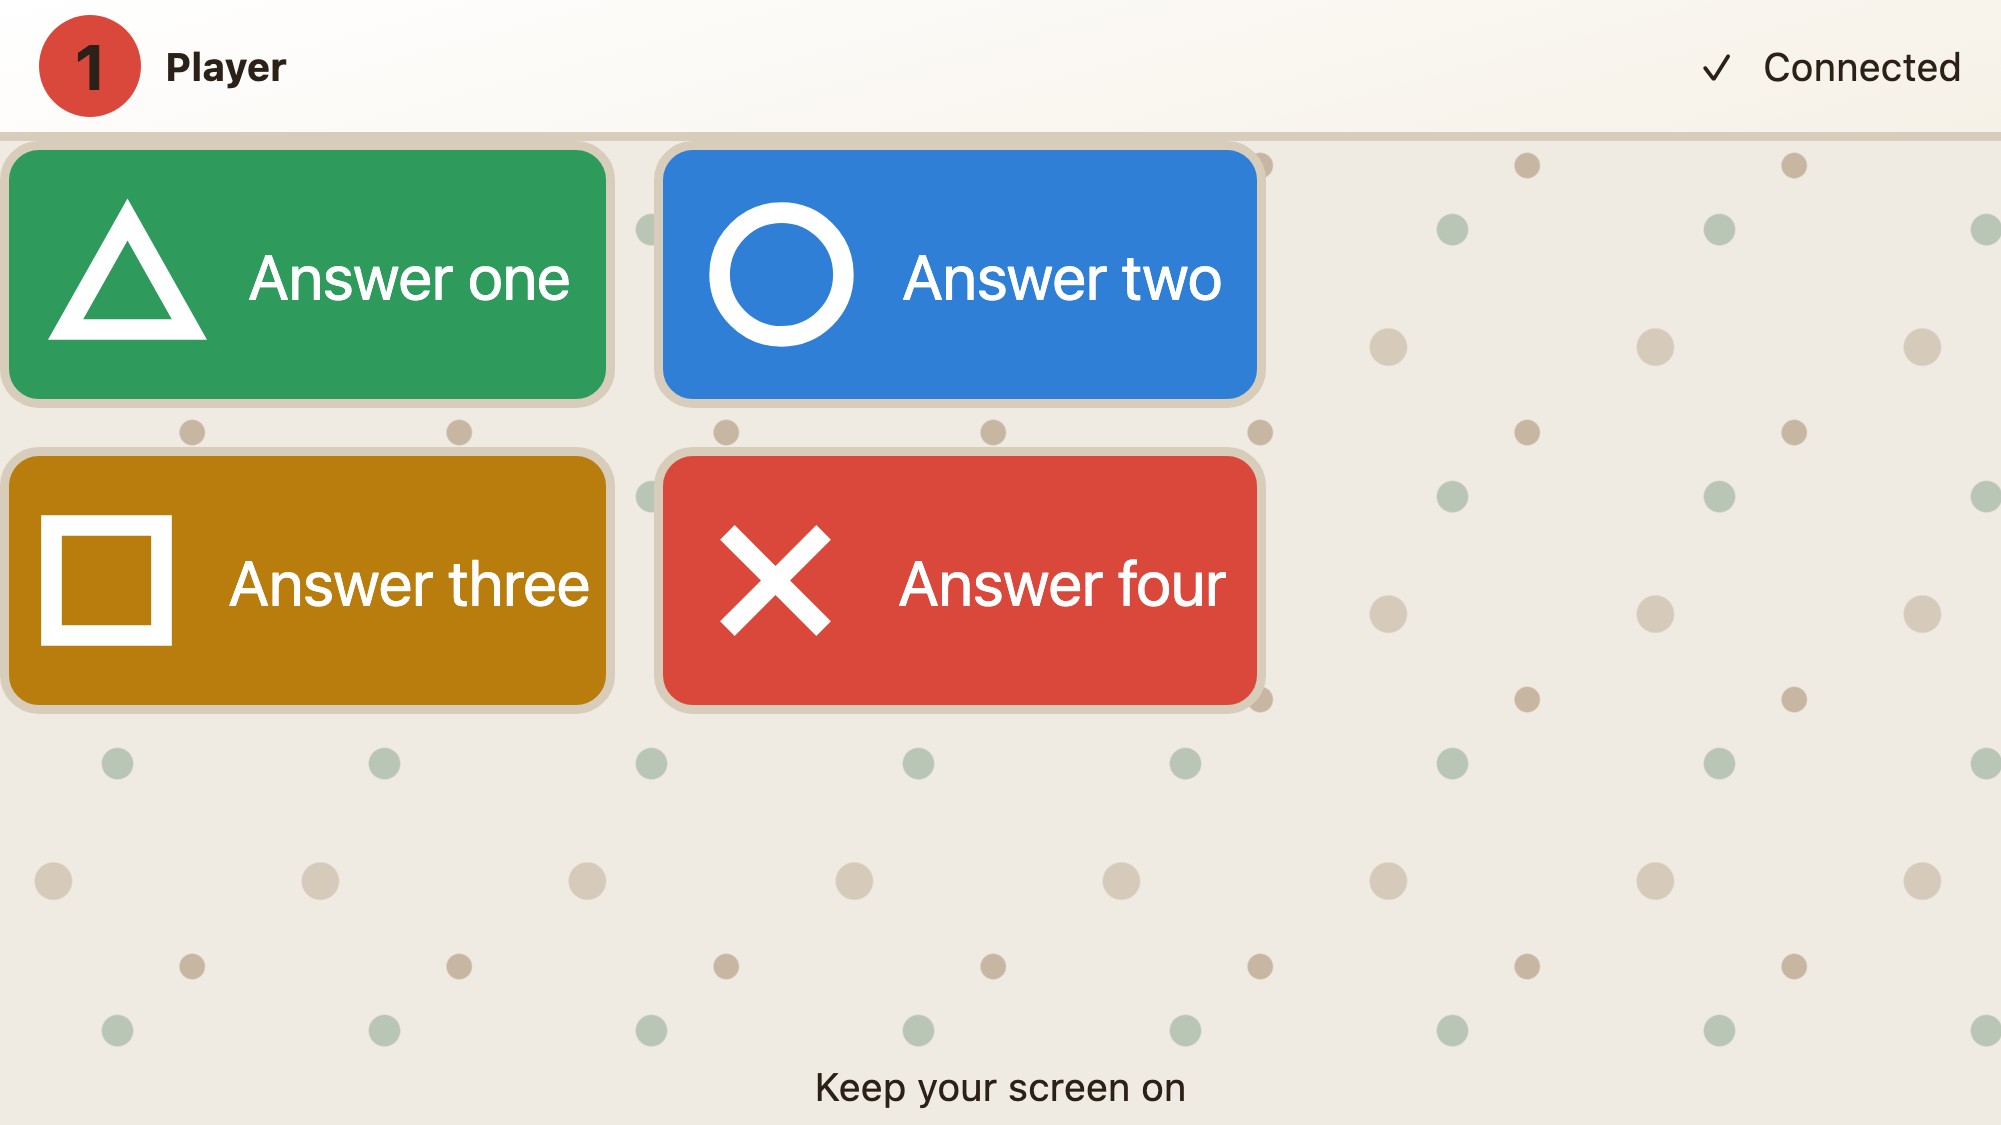 1 Player
✓ Connected
Answer one
Answer two
Answer three
Answer four
Keep your screen on